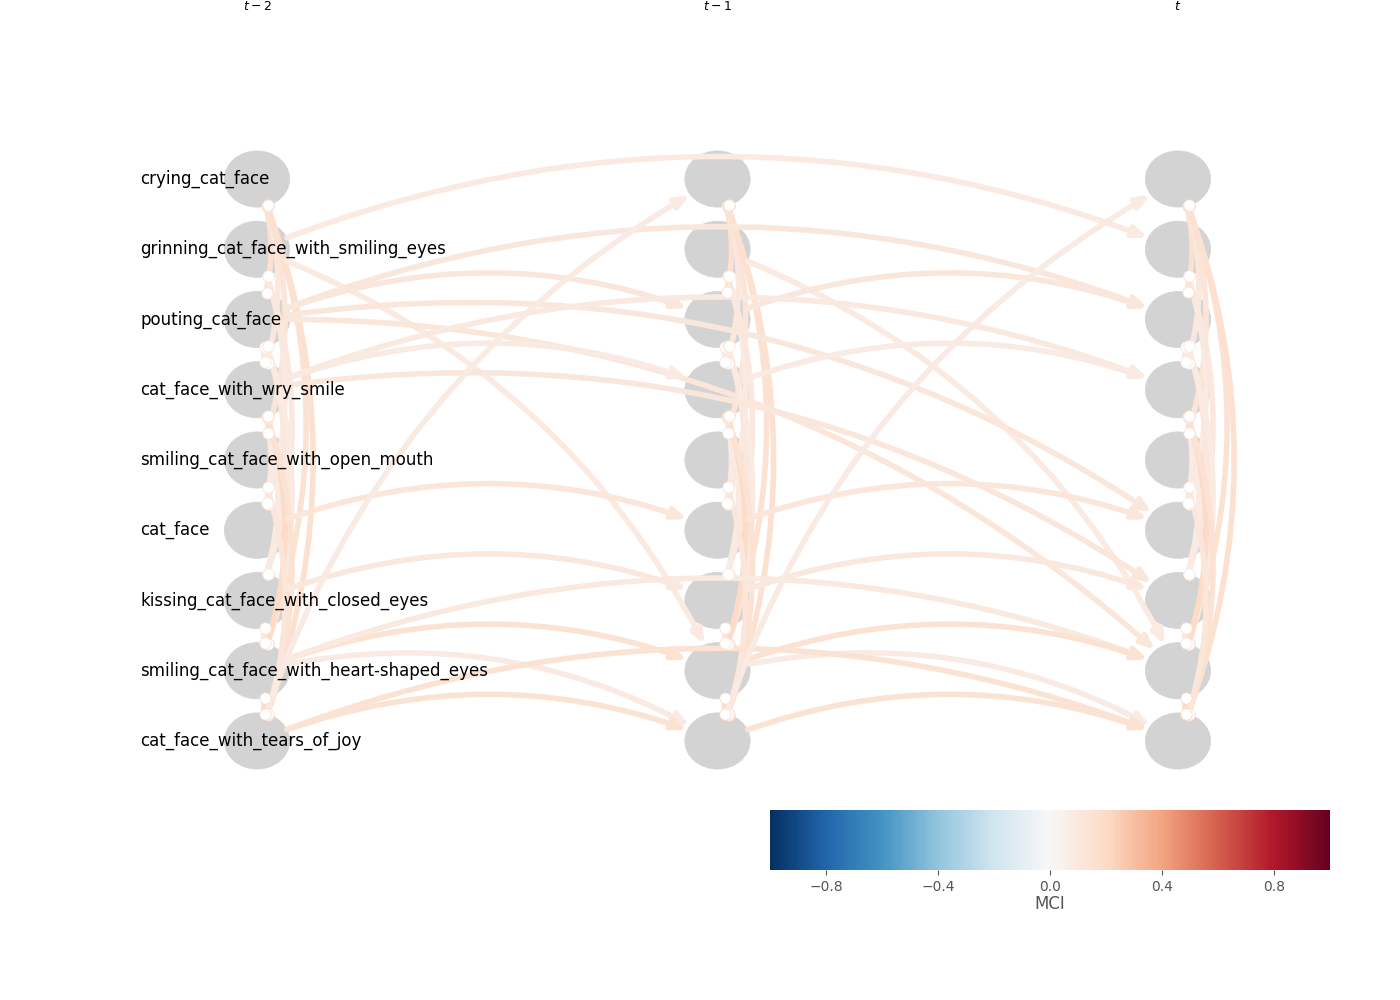 t − 2 t − 1 t
crying_cat_face
grinning_cat_face_with_smiling_eyes
pouting_cat_face
cat_face_with_wry_smile
smiling_cat_face_with_open_mouth
cat_face
kissing_cat_face_with_closed_eyes
smiling_cat_face_with_heart-shaped_eyes
cat_face_with_tears_of_joy
−0.8 −0.4 0.0 0.4 0.8
MCI